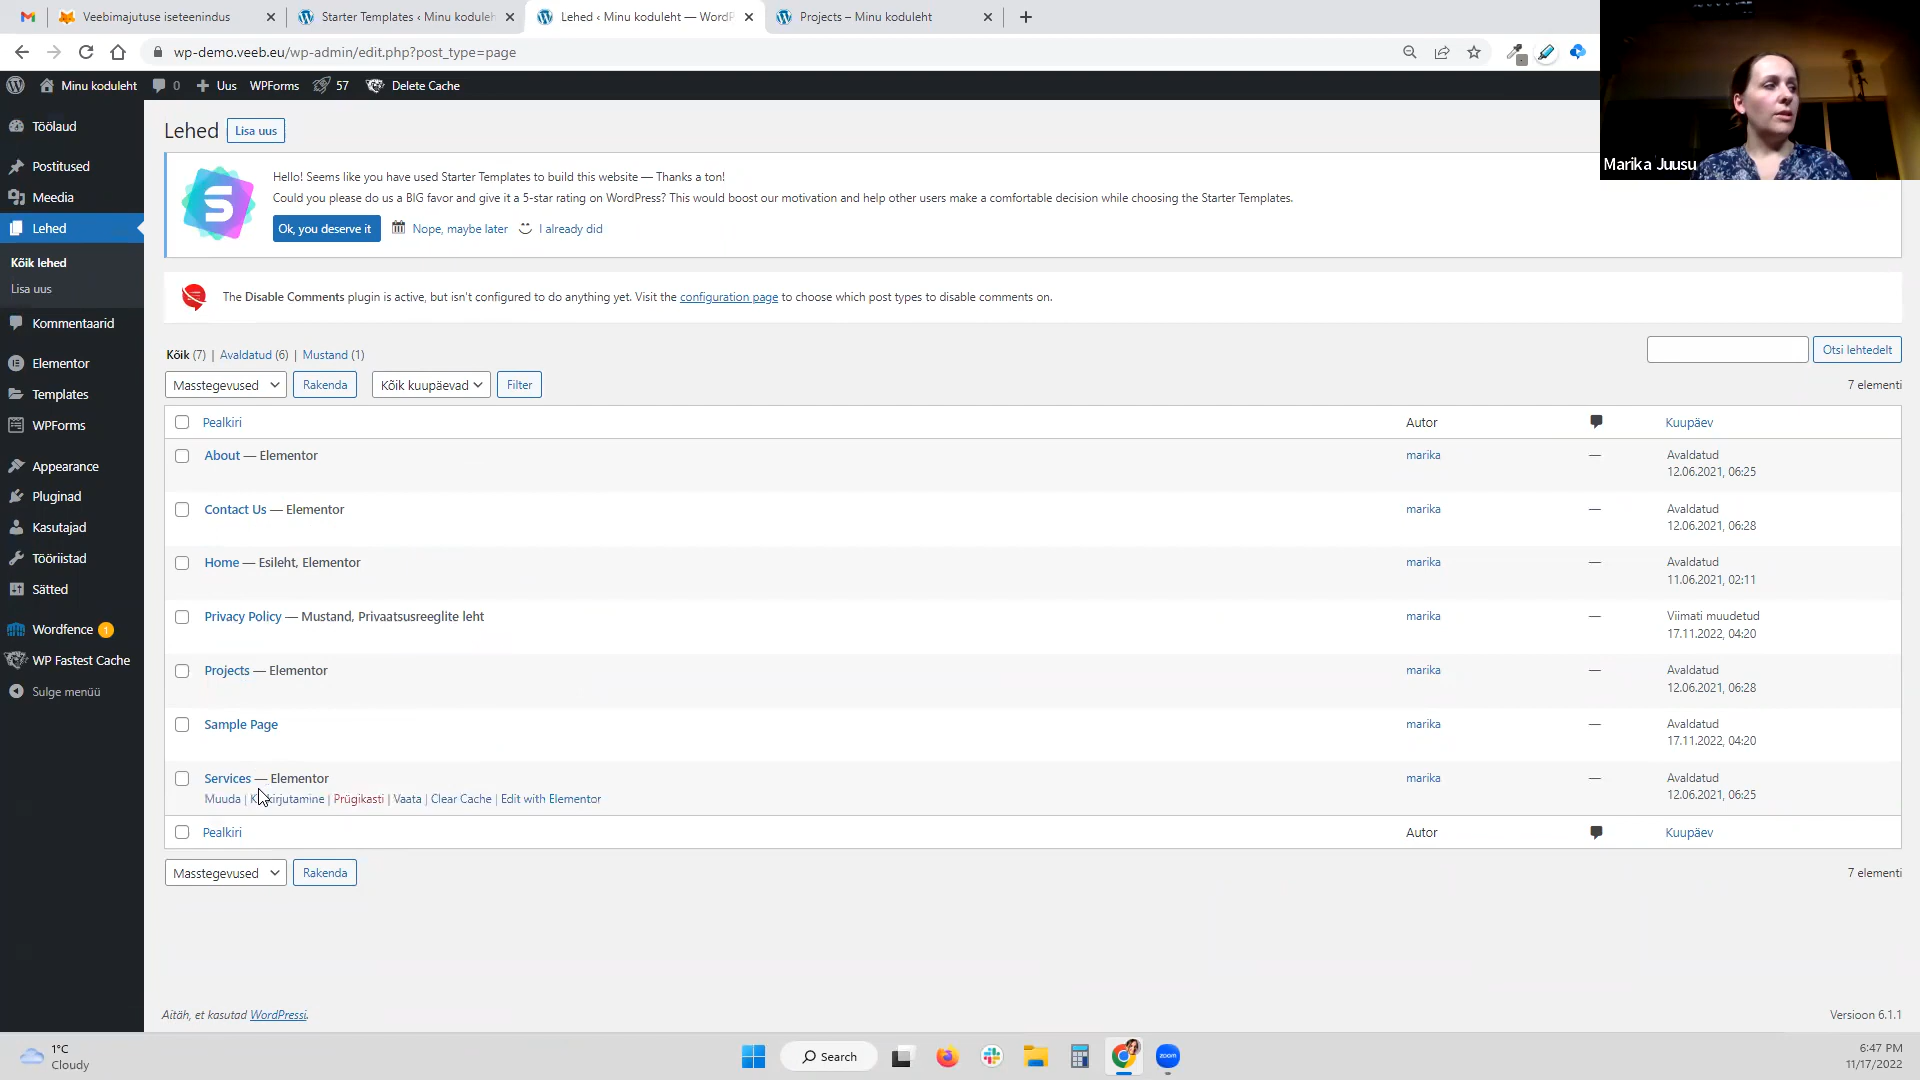 Veebimajutuse iseteenindus
Starter Templates ‹ Minu koduleh
Lehed ‹ Minu koduleht — WordP
Projects – Minu koduleht
wp-demo.veeb.eu/wp-admin/edit.php?post_type=page
Minu koduleht
0
Uus
WPForms
57
Delete Cache
Marika Juusu
Töölaud
Postitused
Meedia
Lehed
Kõik lehed
Lisa uus
Kommentaarid
Elementor
Templates
WPForms
Appearance
Pluginad
Kasutajad
Tööriistad
Sätted
Wordfence 1
WP Fastest Cache
Sulge menüü
Lehed Lisa uus
Hello! Seems like you have used Starter Templates to build this website — Thanks a ton!
Could you please do us a BIG favor and give it a 5-star rating on WordPress? This would boost our motivation and help other users make a comfortable decision while choosing the Starter Templates.
Ok, you deserve it Nope, maybe later I already did
The Disable Comments plugin is active, but isn't configured to do anything yet. Visit the configuration page to choose which post types to disable comments on.
Kõik (7) | Avaldatud (6) | Mustand (1)
Otsi lehtedelt
Masstegevused Rakenda Kõik kuupäevad Filter 7 elementi
Pealkiri Autor Kuupäev
About — Elementor marika — Avaldatud
12.06.2021, 06:25
Contact Us — Elementor marika — Avaldatud
12.06.2021, 06:28
Home — Esileht, Elementor marika — Avaldatud
11.06.2021, 02:11
Privacy Policy — Mustand, Privaatsusreeglite leht marika — Viimati muudetud
17.11.2022, 04:20
Projects — Elementor marika — Avaldatud
12.06.2021, 06:28
Sample Page marika — Avaldatud
17.11.2022, 04:20
Services — Elementor marika — Avaldatud
Muuda | | Prügikasti | Vaata | Clear Cache | Edit with Elementor 12.06.2021, 06:25
Pealkiri Autor Kuupäev
Masstegevused Rakenda 7 elementi
Aitäh, et kasutad WordPressi.
Versioon 6.1.1
1°C
Cloudy
Search
zoom
6:47 PM
11/17/2022